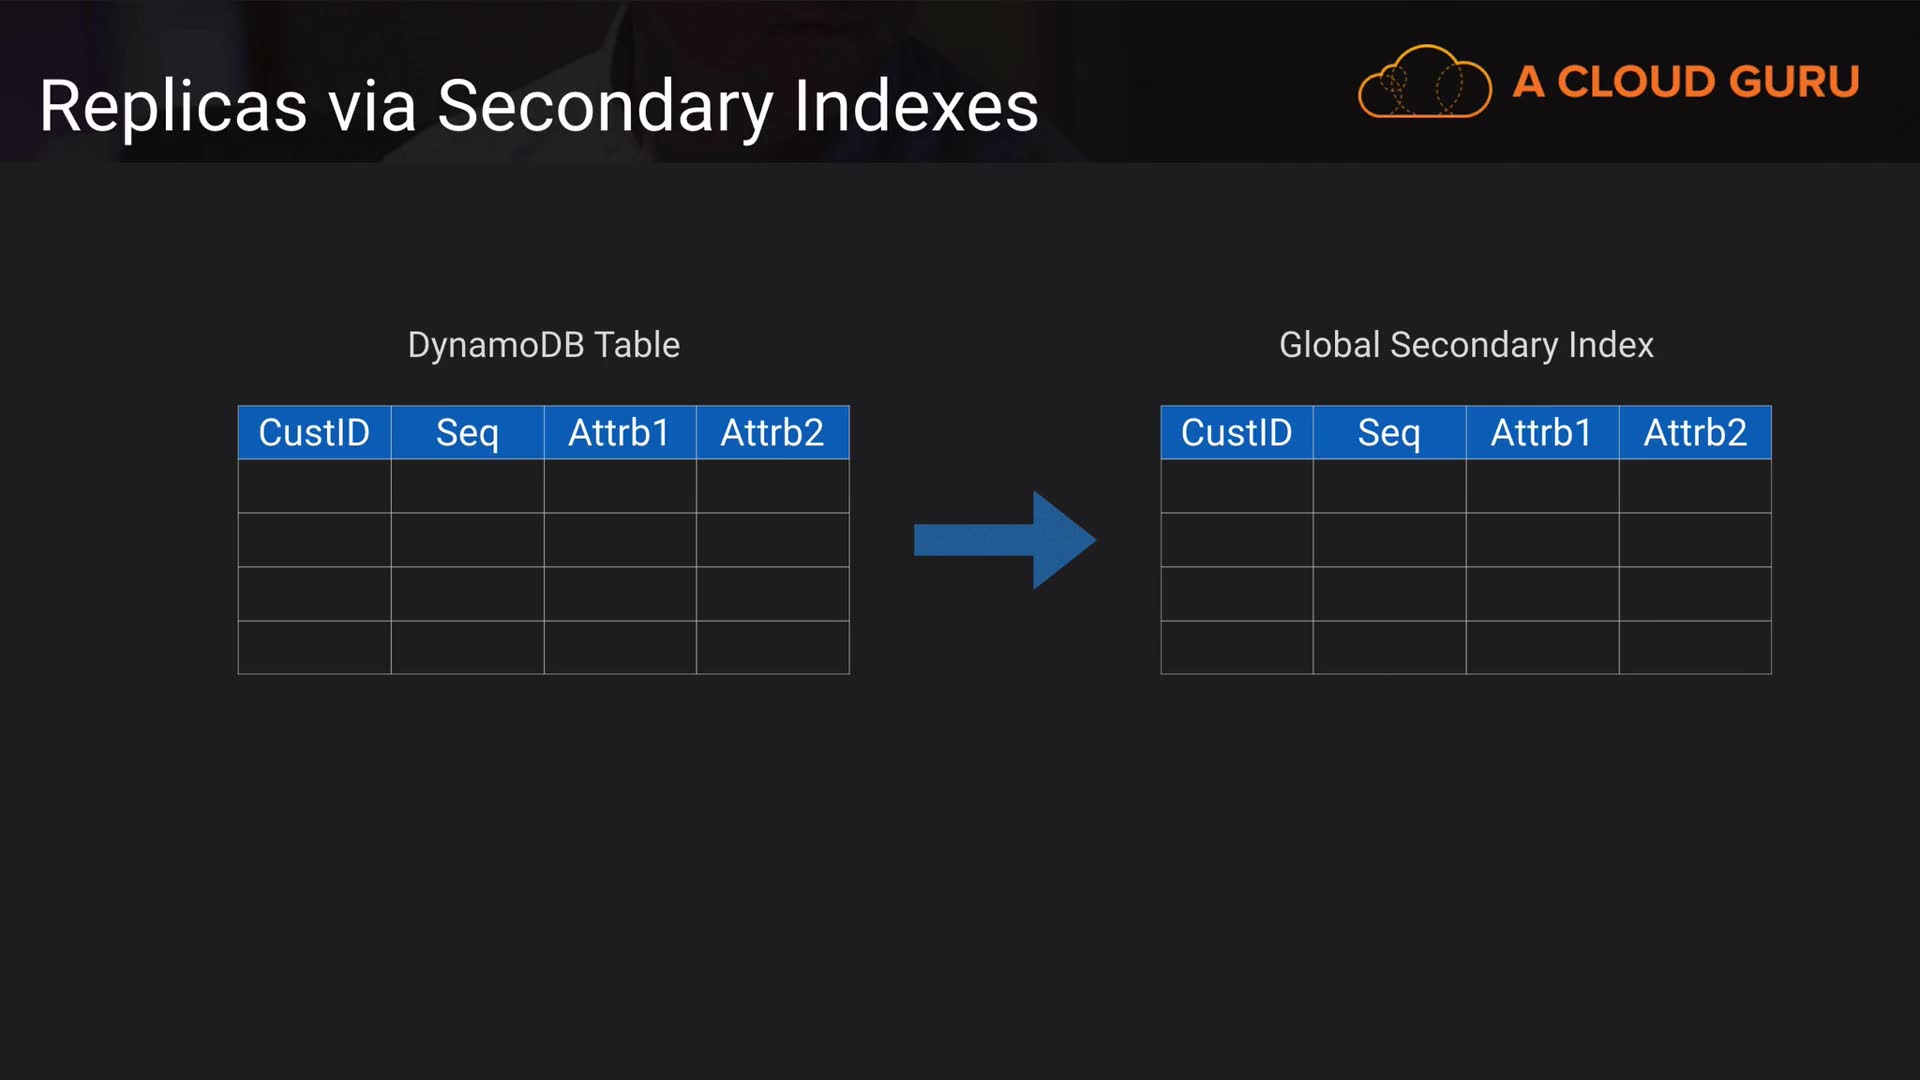 Replicas via Secondary Indexes
A CLOUD GURU
DynamoDB Table
CustID Seq Attrb1 Attrb2
Global Secondary Index
CustID Seq Attrb1 Attrb2